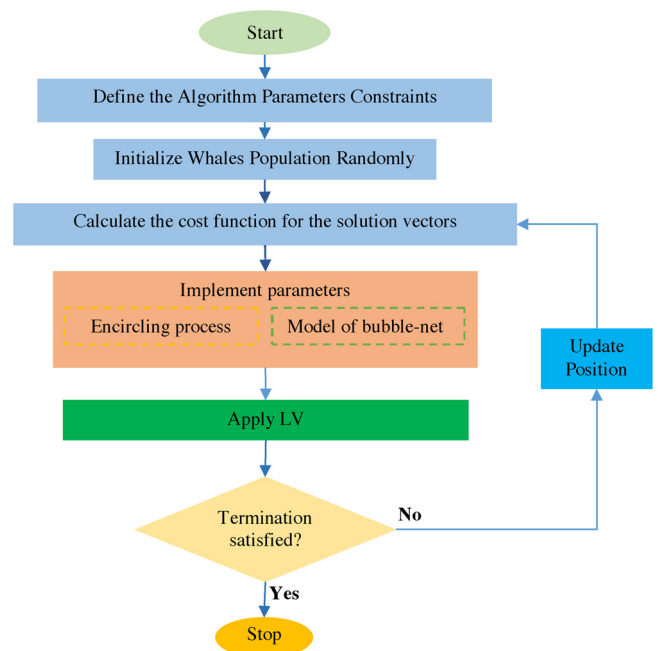 Start
Define the Algorithm Parameters Constraints
Initialize Whales Population Randomly
Calculate the cost function for the solution vectors
Implement parameters
Encircling process
Model of bubble-net
Update
Position
Apply LV
Termination
satisfied?
No
Yes
Stop